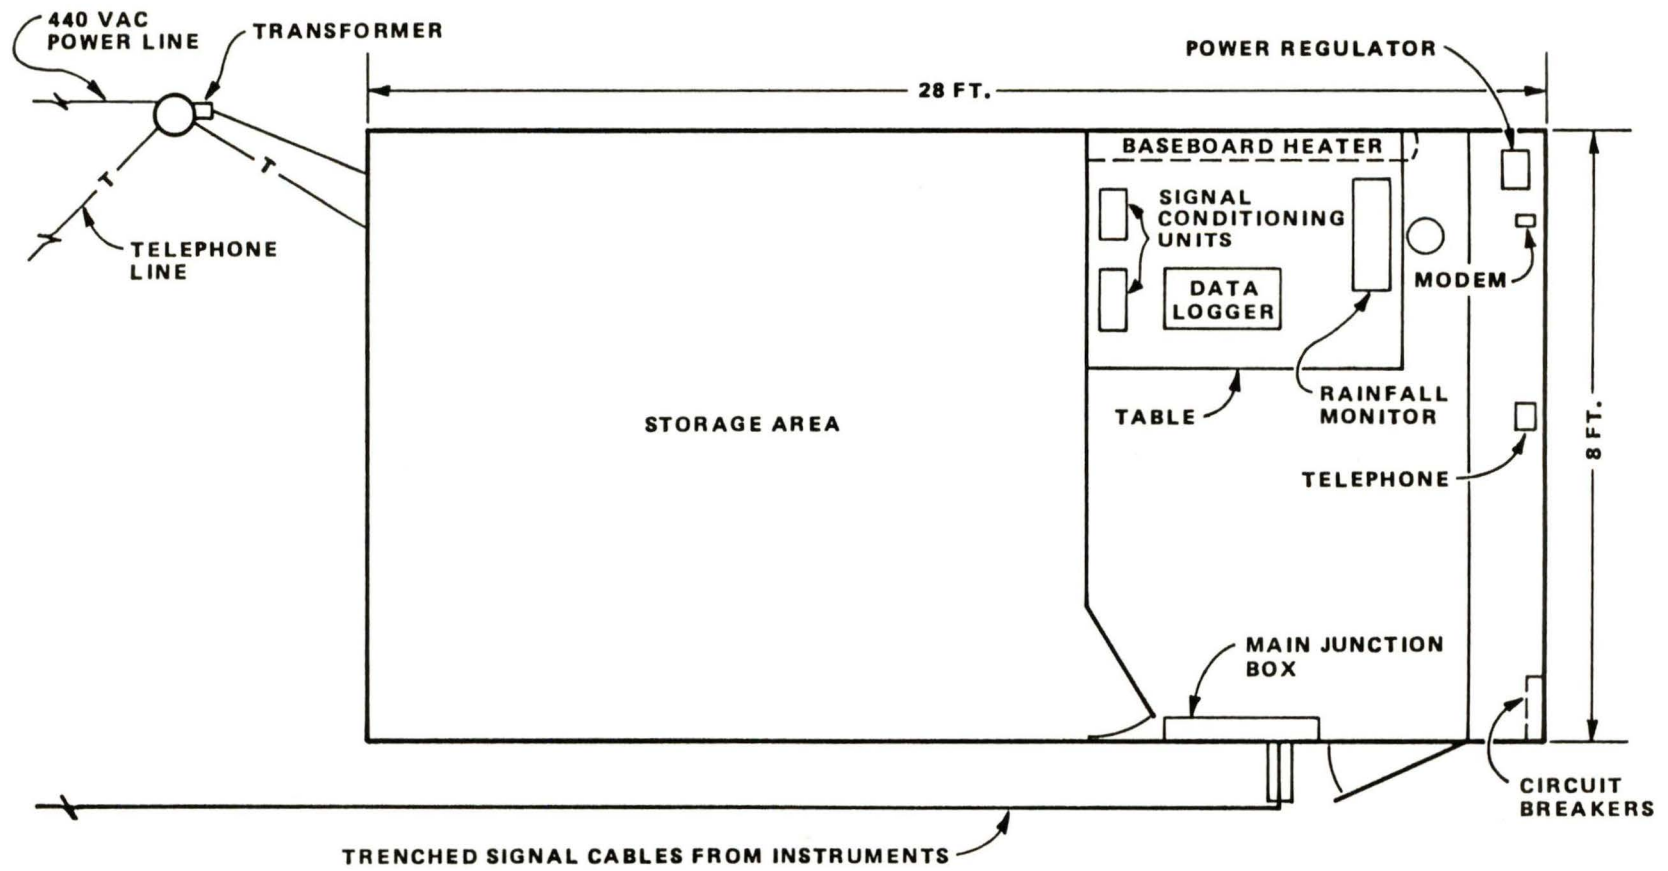 440 VAC
POWER LINE
TRANSFORMER
POWER REGULATOR
28 FT.
BASEBOARD HEATER
SIGNAL
CONDITIONING
UNITS
T
T
TELEPHONE
LINE
MODEM
DATA
LOGGER
RAINFALL
MONITOR
TABLE
STORAGE AREA
8 FT.
TELEPHONE
MAIN JUNCTION
BOX
CIRCUIT
BREAKERS
TRENCHED SIGNAL CABLES FROM INSTRUMENTS